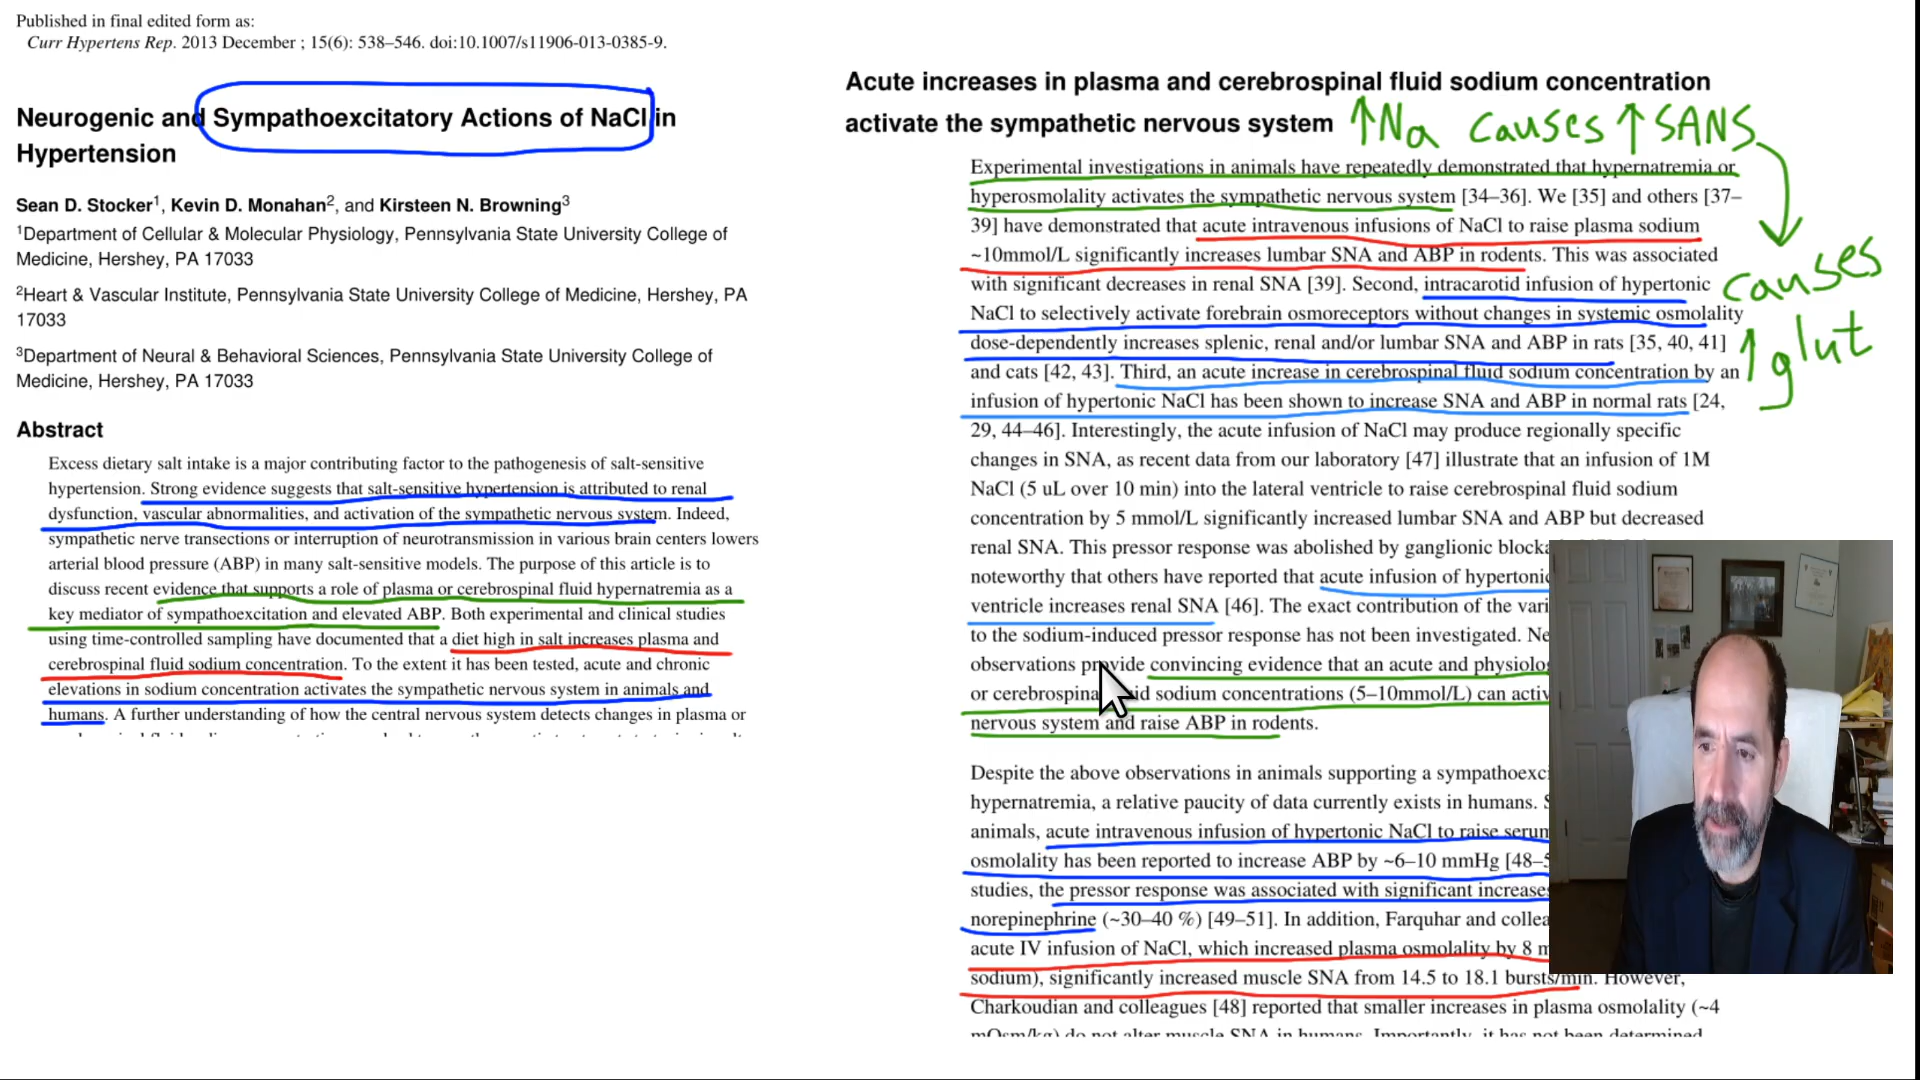 Published in final edited form as:
Curr Hypertens Rep. 2013 December ; 15(6): 538–546. doi:10.1007/s11906-013-0385-9.
Neurogenic and Sympathoexcitatory Actions of NaCl in
Hypertension
Sean D. Stocker1, Kevin D. Monahan2, and Kirsteen N. Browning3
1Department of Cellular & Molecular Physiology, Pennsylvania State University College of
Medicine, Hershey, PA 17033
2Heart & Vascular Institute, Pennsylvania State University College of Medicine, Hershey, PA
17033
3Department of Neural & Behavioral Sciences, Pennsylvania State University College of
Medicine, Hershey, PA 17033
Abstract
Excess dietary salt intake is a major contributing factor to the pathogenesis of salt-sensitive
hypertension. Strong evidence suggests that salt-sensitive hypertension is attributed to renal
dysfunction, vascular abnormalities, and activation of the sympathetic nervous system. Indeed,
sympathetic nerve transections or interruption of neurotransmission in various brain centers lowers
arterial blood pressure (ABP) in many salt-sensitive models. The purpose of this article is to
discuss recent evidence that supports a role of plasma or cerebrospinal fluid hypernatremia as a
key mediator of sympathoexcitation and elevated ABP. Both experimental and clinical studies
using time-controlled sampling have documented that a diet high in salt increases plasma and
cerebrospinal fluid sodium concentration. To the extent it has been tested, acute and chronic
elevations in sodium concentration activates the sympathetic nervous system in animals and
humans. A further understanding of how the central nervous system detects changes in plasma or
Acute increases in plasma and cerebrospinal fluid sodium concentration
activate the sympathetic nervous system
↑Na causes ↑SANS
causes
↑glut
Experimental investigations in animals have repeatedly demonstrated that hypernatremia or
hyperosmolality activates the sympathetic nervous system [34–36]. We [35] and others [37–
39] have demonstrated that acute intravenous infusions of NaCl to raise plasma sodium
~10mmol/L significantly increases lumbar SNA and ABP in rodents. This was associated
with significant decreases in renal SNA [39]. Second, intracarotid infusion of hypertonic
NaCl to selectively activate forebrain osmoreceptors without changes in systemic osmolality
dose-dependently increases splenic, renal and/or lumbar SNA and ABP in rats [35, 40, 41]
and cats [42, 43]. Third, an acute increase in cerebrospinal fluid sodium concentration by an
infusion of hypertonic NaCl has been shown to increase SNA and ABP in normal rats [24,
29, 44–46]. Interestingly, the acute infusion of NaCl may produce regionally specific
changes in SNA, as recent data from our laboratory [47] illustrate that an infusion of 1M
NaCl (5 uL over 10 min) into the lateral ventricle to raise cerebrospinal fluid sodium
concentration by 5 mmol/L significantly increased lumbar SNA and ABP but decreased
renal SNA. This pressor response was abolished by ganglionic blocka
noteworthy that others have reported that acute infusion of hypertonic
ventricle increases renal SNA [46]. The exact contribution of the vari
to the sodium-induced pressor response has not been investigated. Ne
observations provide convincing evidence that an acute and physiolog
or cerebrospina id sodium concentrations (5–10mmol/L) can activ
nervous system and raise ABP in rodents.
Despite the above observations in animals supporting a sympathoexci
hypernatremia, a relative paucity of data currently exists in humans. S
animals, acute intravenous infusion of hypertonic NaCl to raise serum
osmolality has been reported to increase ABP by ~6–10 mmHg [48–5
studies, the pressor response was associated with significant increase
norepinephrine (~30–40 %) [49–51]. In addition, Farquhar and collea
acute IV infusion of NaCl, which increased plasma osmolality by 8 m
sodium), significantly increased muscle SNA from 14.5 to 18.1 bursts/min. However,
Charkoudian and colleagues [48] reported that smaller increases in plasma osmolality (~4
mOsm/kg) do not alter muscle SNA in humans. Importantly, it has not been determined